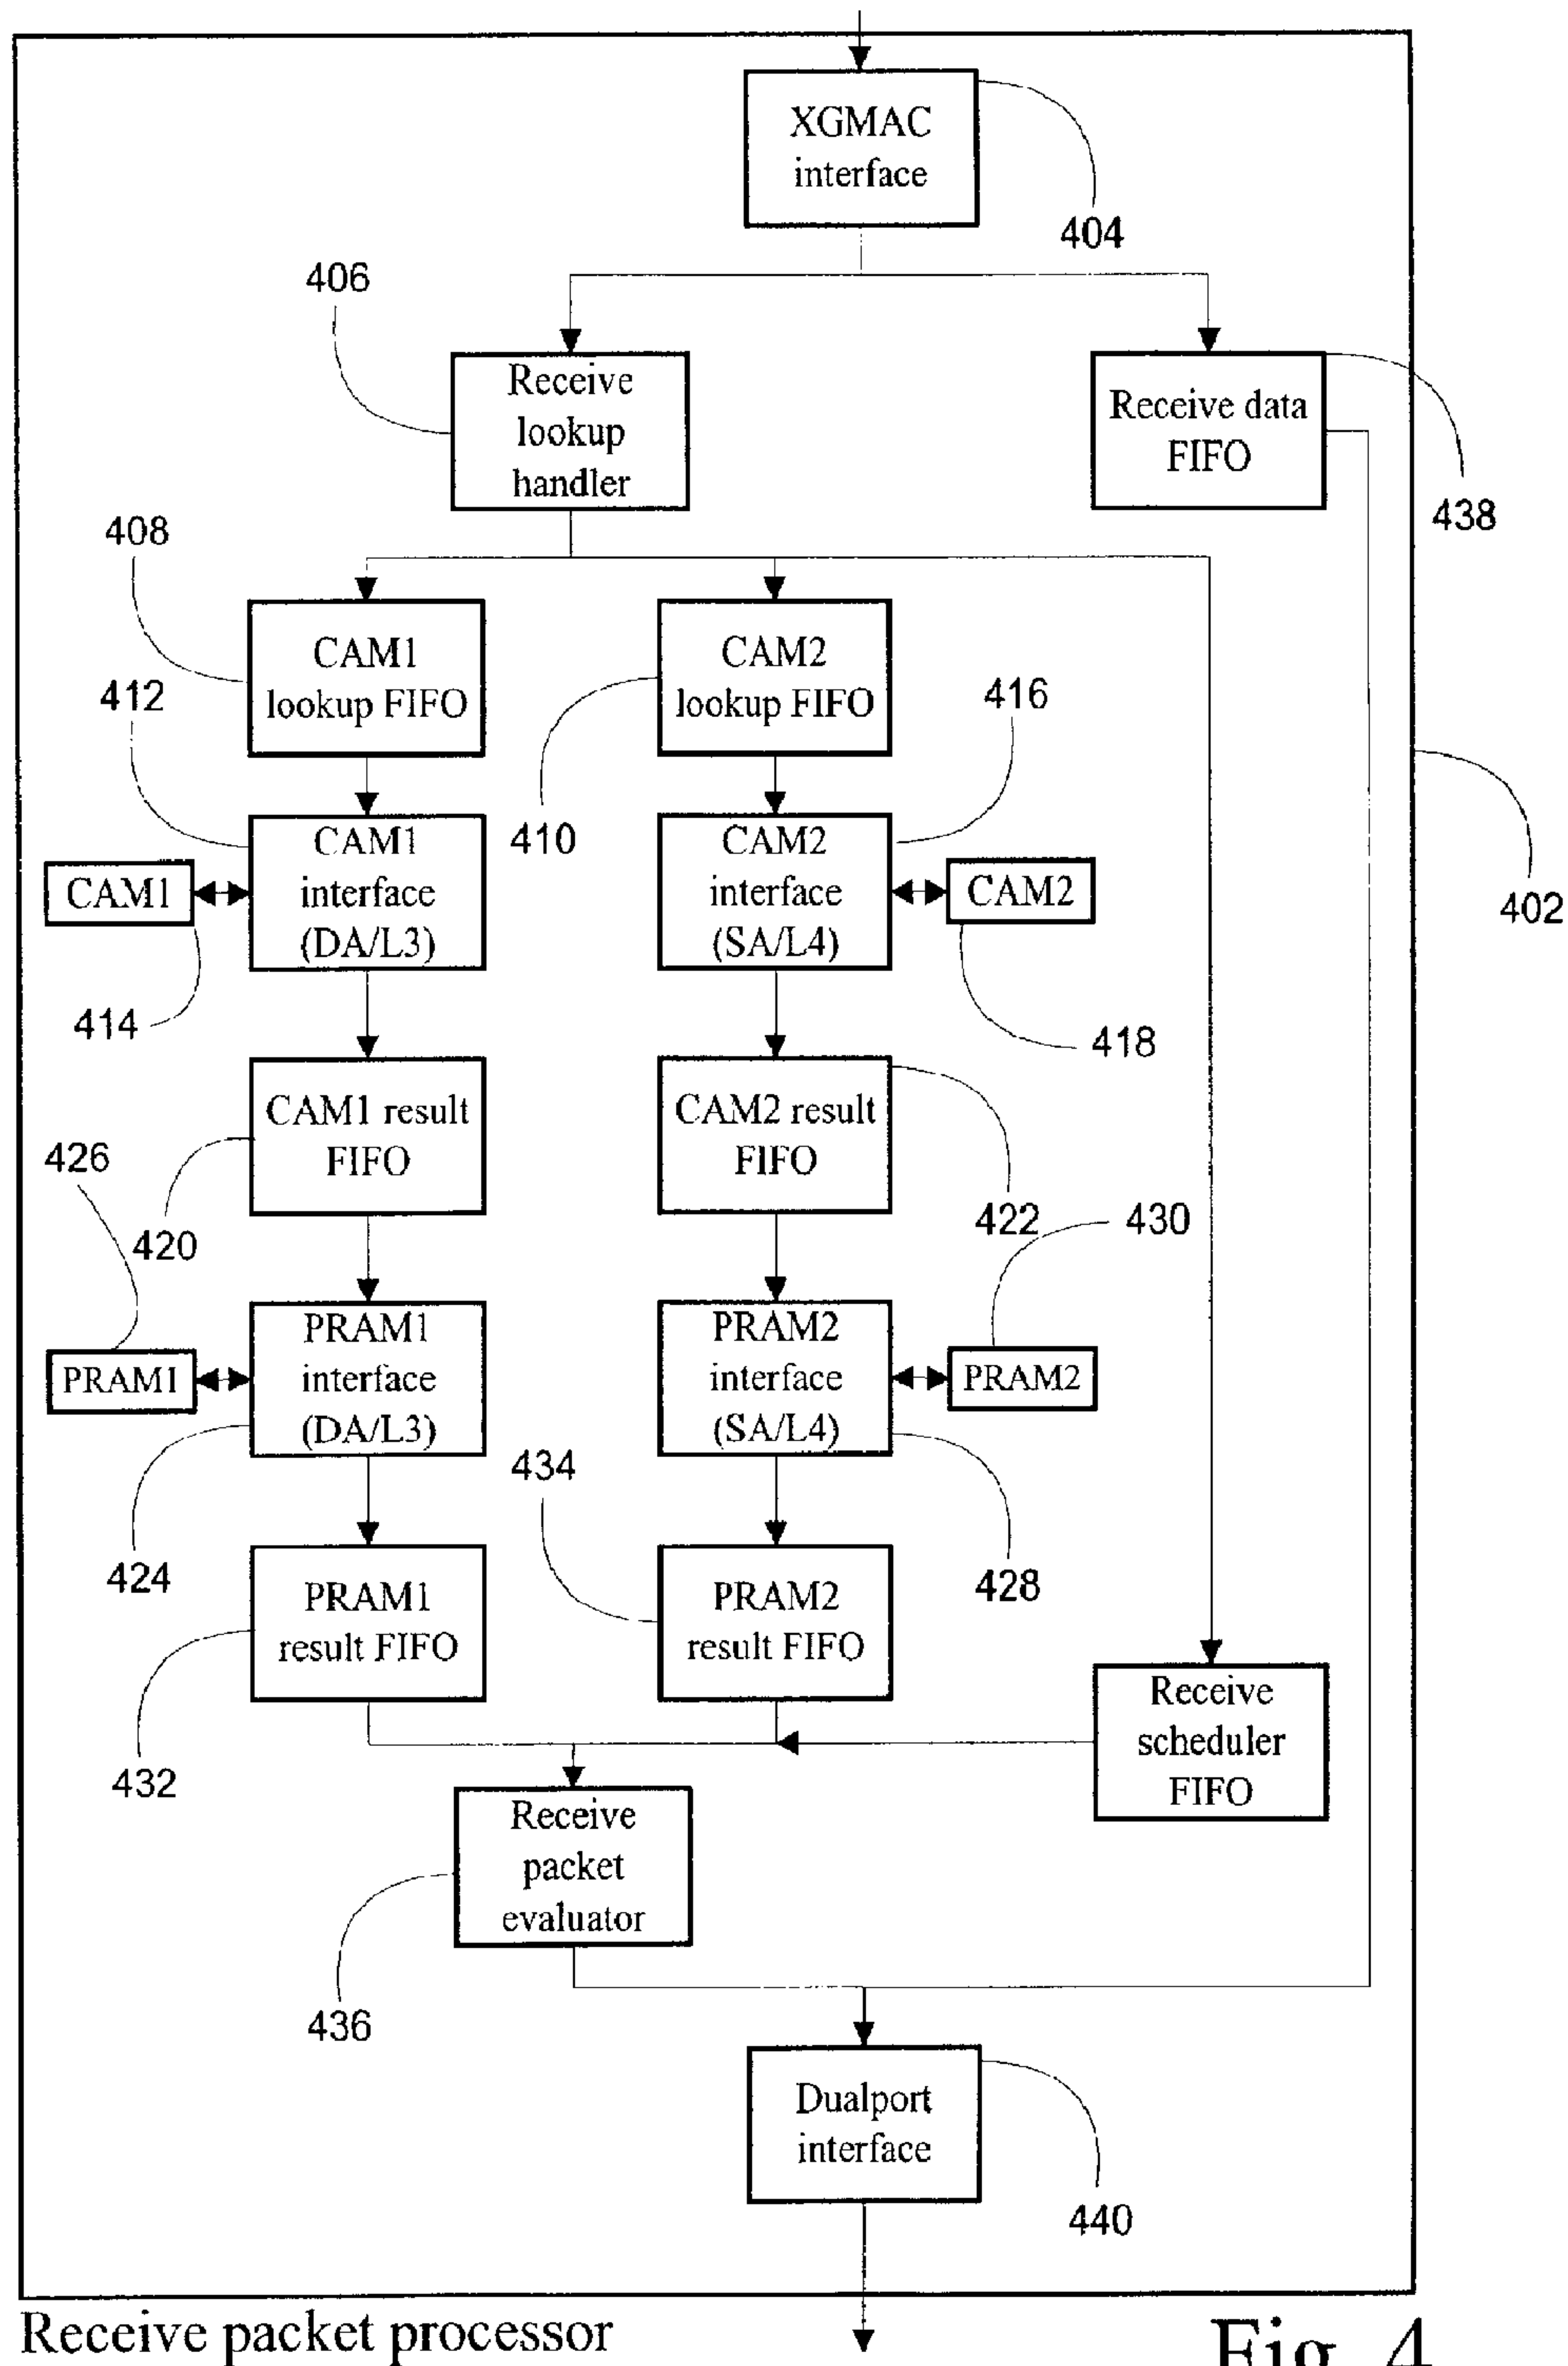 XGMAC
interface
404
406
Receive
lookup
handler
Receive data
FIFO
438
408
CAM1
lookup FIFO
CAM2
lookup FIFO
412
416
410
402
CAM1
CAM1
interface
(DA/L3)
CAM2
interface
(SA/L4)
CAM2
414
418
CAM1 result
FIFO
CAM2 result
FIFO
426
420
422
430
PRAM1
PRAM1
interface
(DA/L3)
PRAM2
interface
(SA/L4)
PRAM2
434
424
428
PRAM1
result FIFO
PRAM2
result FIFO
432
Receive
scheduler
FIFO
Receive
packet
evaluator
436
Dualport
interface
440
Receive packet processor
Fig. 4